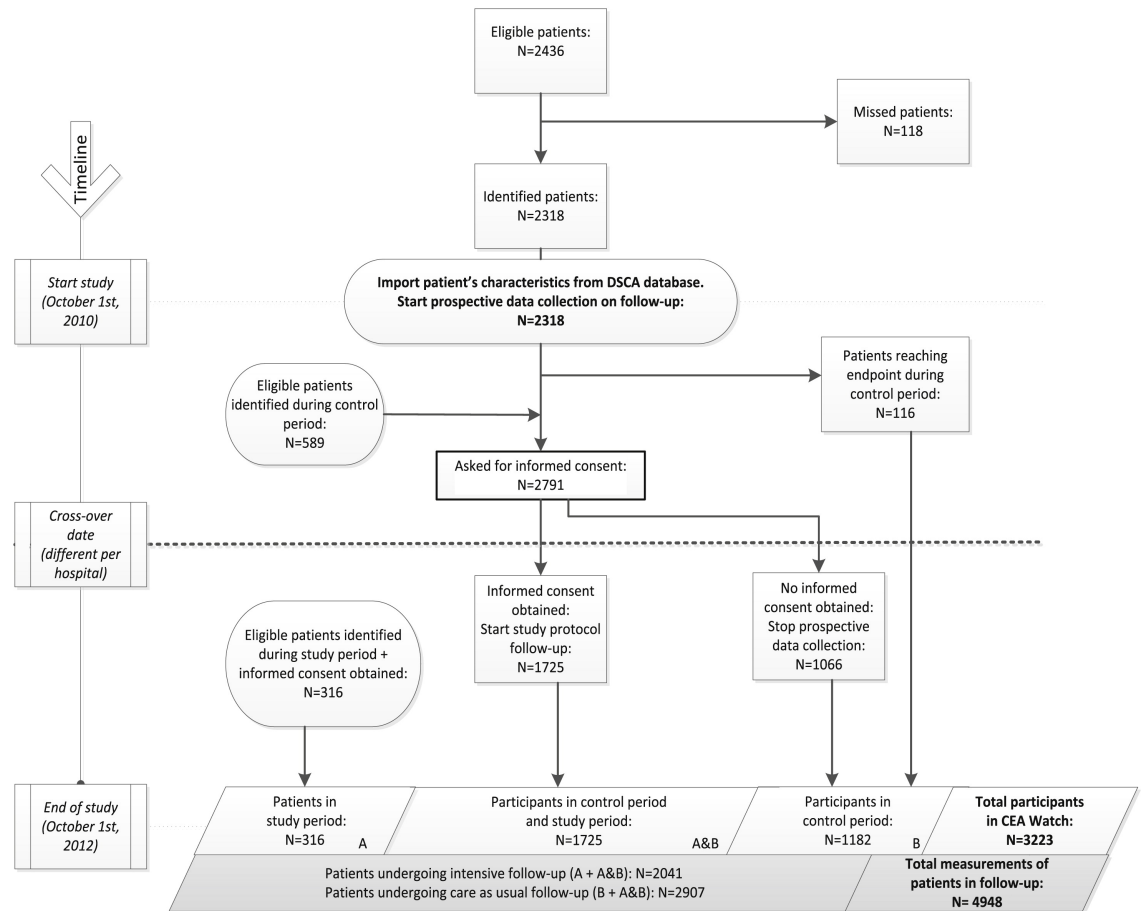 Eligible patients:
N=2436
Missed patients:
N=118
Timeline
Identified patients:
N=2318
Start study
(October 1st,
2010)
Import patient's characteristics from DSCA database.
Start prospective data collection on follow-up:
N=2318
Patients reaching
endpoint during
control period:
N=116
Eligible patients
identified during control
period:
N=589
Asked for informed consent:
N=2791
Cross-over
date
(different per
hospital)
Informed consent
obtained:
Start study protocol
follow-up:
N=1725
No informed
consent obtained:
Stop prospective
data collection:
N=1066
Eligible patients identified
during study period +
informed consent obtained:
N=316
End of study
(October 1st,
2012)
Patients in
study period:
N=316
A
Participants in control period
and study period:
N=1725
A&B
Participants in
control period:
N=1182
B
Total participants
in CEA Watch:
N=3223
Patients undergoing intensive follow-up (A + A&B): N=2041
Patients undergoing care as usual follow-up (B + A&B): N=2907
Total measurements of
patients in follow-up:
N= 4948